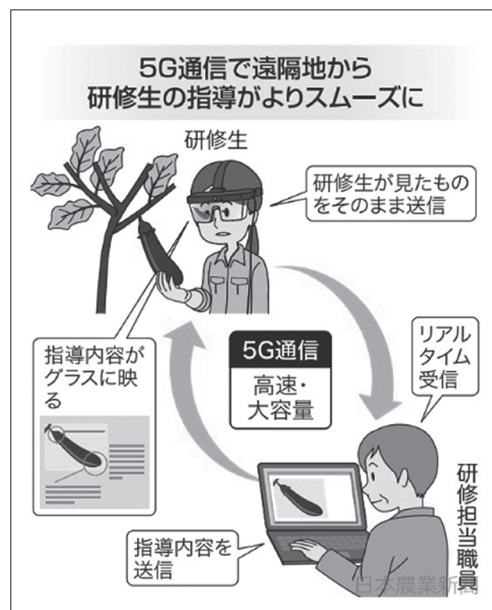 5G通信で遠隔地から
研修生の指導がよりスムーズに
研修生
研修生が見たもの
をそのまま送信
指導内容が
グラスに映
る
5G通信
高速・
大容量
リアル
タイム
受信
研修担当職員
指導内容を
送信
日本農業新聞